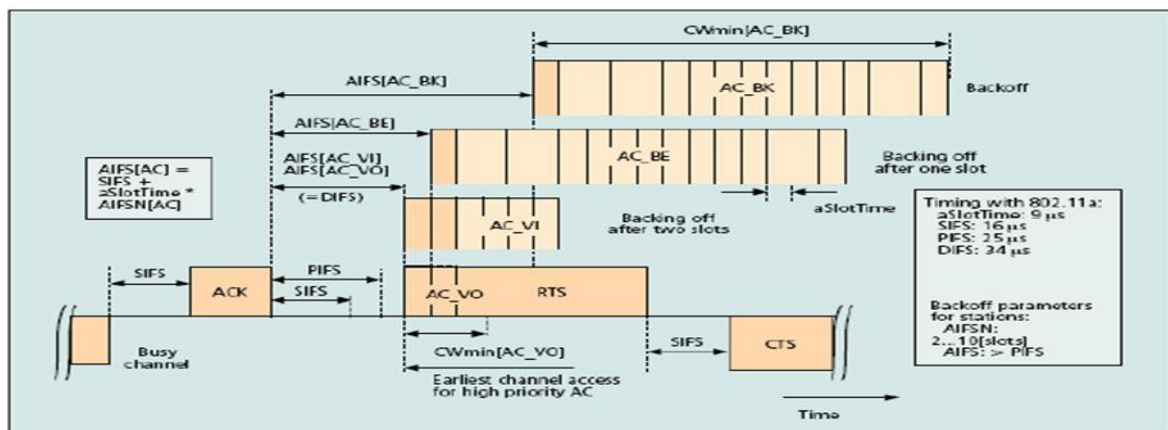 CWmin[AC_BK]
AIFS[AC_BK]
AC_BK
Backoff
AIFS[AC_BE]
AC_BE
AIFS[AC_VI]
AIFS[AC_VO]
(=DIFS)
Backing off
after one slot
AIFS[AC] =
SIFS +
aSlotTime *
AIFSN[AC]
aSlotTime
AC_VI
Backing off
after two slots
Timing with 802.11a:
aSlotTime: 9 µs
SIFS: 16 µs
PIFS: 25 µs
DIFS: 34 µs
Backoff parameters
for stations:
AIFSN:
2...10[slots]
AIFS: > PIFS
SIFS
ACK
PIFS
SIFS
AC_VO
RTS
Busy
channel
CWmin[AC_VO]
SIFS
CTS
Earliest channel access
for high priority AC
Time